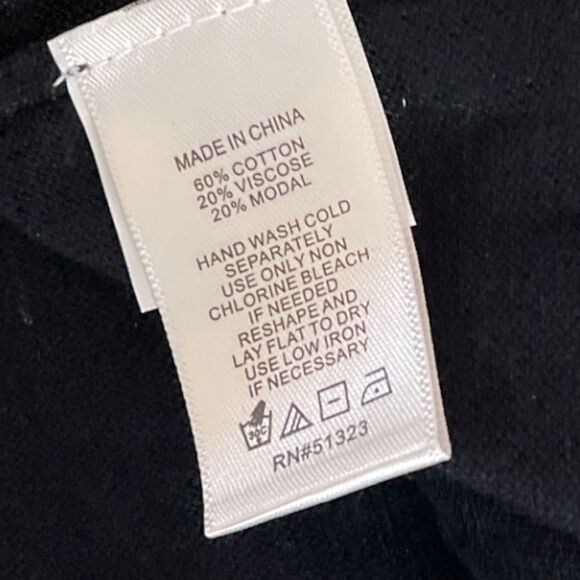 MADE IN CHINA
60% COTTON
20% VISCOSE
20% MODAL
HAND WASH COLD
SEPARATELY
USE ONLY NON
CHLORINE BLEACH
IF NEEDED
RESHAPE AND
LAY FLAT TO DRY
USE LOW IRON
IF NECESSARY
30C
RN#51323